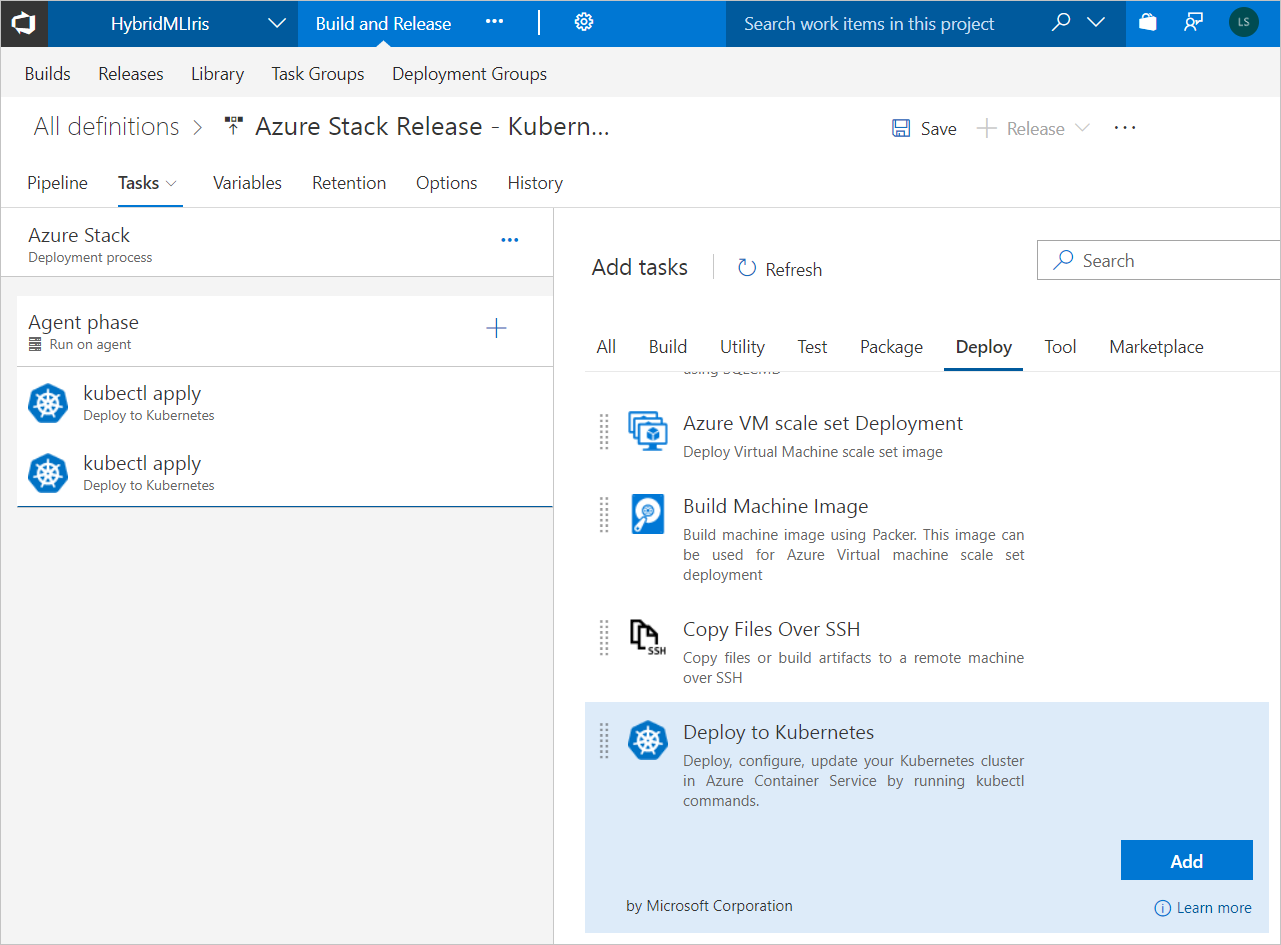 HybridMLIris
Build and Release
Search work items in this project
LS
Builds
Releases
Library
Task Groups
Deployment Groups
All definitions
Azure Stack Release - Kubern...
Save
Release
Pipeline
Tasks
Variables
Retention
Options
History
Azure Stack
Deployment process
Agent phase
Run on agent
kubectl apply
Deploy to Kubernetes
kubectl apply
Deploy to Kubernetes
Add tasks
Refresh
Search
All
Build
Utility
Test
Package
Deploy
Tool
Marketplace
using SQLCMD
Azure VM scale set Deployment
Deploy Virtual Machine scale set image
Build Machine Image
Build machine image using Packer. This image can
be used for Azure Virtual machine scale set
deployment
SSH
Copy Files Over SSH
Copy files or build artifacts to a remote machine
over SSH
Deploy to Kubernetes
Deploy, configure, update your Kubernetes cluster
in Azure Container Service by running kubectl
commands.
Add
by Microsoft Corporation
Learn more